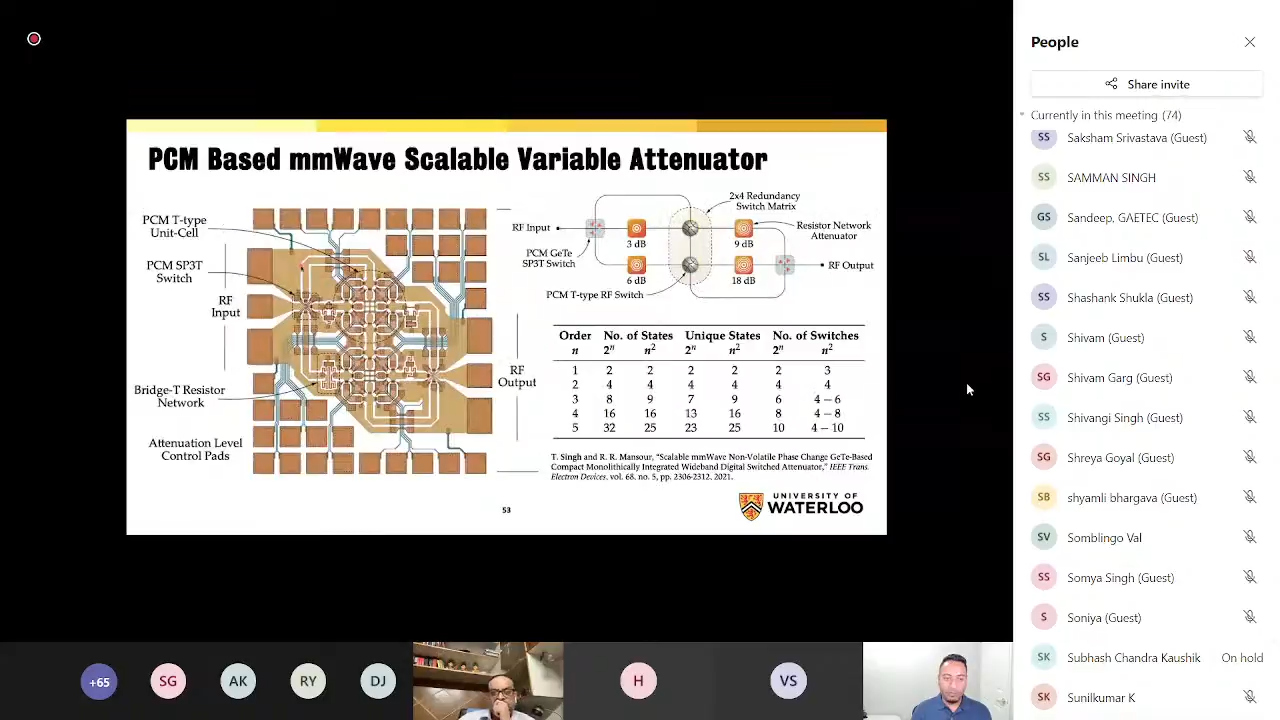 People
Share invite
Currently in this meeting (74)
SS Saksham Srivastava (Guest)
SS SAMMAN SINGH
GS Sandeep, GAETEC (Guest)
SL Sanjeeb Limbu (Guest)
SS Shashank Shukla (Guest)
S Shivam (Guest)
SG Shivam Garg (Guest)
SS Shivangi Singh (Guest)
SG Shreya Goyal (Guest)
SB shyamli bhargava (Guest)
SV Somblingo Val
SS Somya Singh (Guest)
S Soniya (Guest)
SK Subhash Chandra Kaushik On hold
SK Sunilkumar K
PCM Based mmWave Scalable Variable Attenuator
PCM T-type
Unit-Cell
PCM SP3T
Switch
RF
Input
Bridge-T Resistor
Network
Attenuation Level
Control Pads
RF
Output
2x4 Redundancy
Switch Matrix
RF Input
3 dB
9 dB
Resistor Network
Attenuator
PCM GeTe
SP3T Switch
6 dB
18 dB
RF Output
PCM T-type RF Switch
Order No. of States Unique States No. of Switches
n 2ⁿ n² 2ⁿ n² 2ⁿ n²
1 2 2 2 2 2 3
2 4 4 4 4 4 4
3 8 9 7 9 6 4 – 6
4 16 16 13 16 8 4 – 8
5 32 25 23 25 10 4 – 10
T. Singh and R. R. Mansour, "Scalable mmWave Non-Volatile Phase Change GeTe-Based
Compact Monolithically Integrated Wideband Digital Switched Attenuator," IEEE Trans.
Electron Devices, vol. 68, no. 5, pp. 2306-2312, 2021.
53
UNIVERSITY OF
WATERLOO
+65 SG AK RY DJ H VS